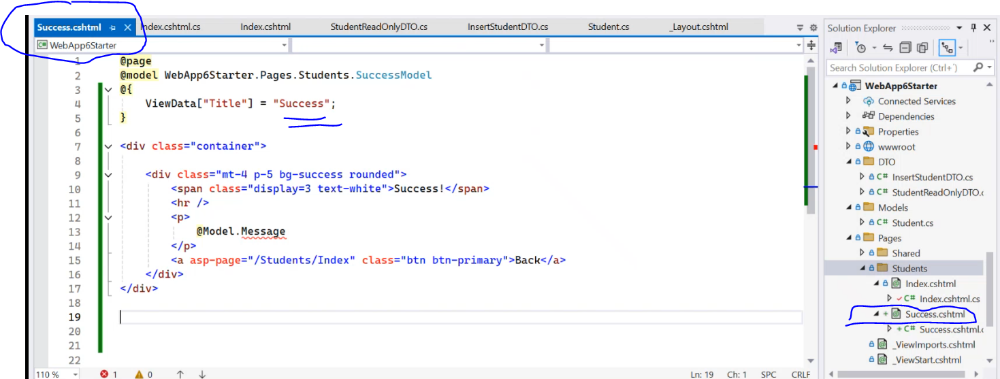 Success.cshtml Index.cshtml.cs Index.cshtml StudentReadOnlyDTO.cs InsertStudentDTO.cs Student.cs _Layout.cshtml
WebApp6Starter
1 @page
2 @model WebApp6Starter.Pages.Students.SuccessModel
3 @{
4 ViewData["Title"] = "Success";
5 }
6
7 <div class="container">
8
9 <div class="mt-4 p-5 bg-success rounded">
10 <span class="display=3 text-white">Success!</span>
11 <hr />
12 <p>
13 @Model.Message
14 </p>
15 <a asp-page="/Students/Index" class="btn btn-primary">Back</a>
16 </div>
17 </div>
18
19
20
21
22
110 % 1 0 Ln: 19 Ch: 1 SPC CRLF
Solution Explorer
Search Solution Explorer (Ctrl+')
WebApp6Starter
Connected Services
Dependencies
Properties
wwwroot
DTO
C# InsertStudentDTO.cs
C# StudentReadOnlyDTO.c
Models
C# Student.cs
Pages
Shared
Students
Index.cshtml
C# Index.cshtml.cs
Success.cshtml
C# Success.cshtml.c
_ViewImports.cshtml
_ViewStart.cshtml